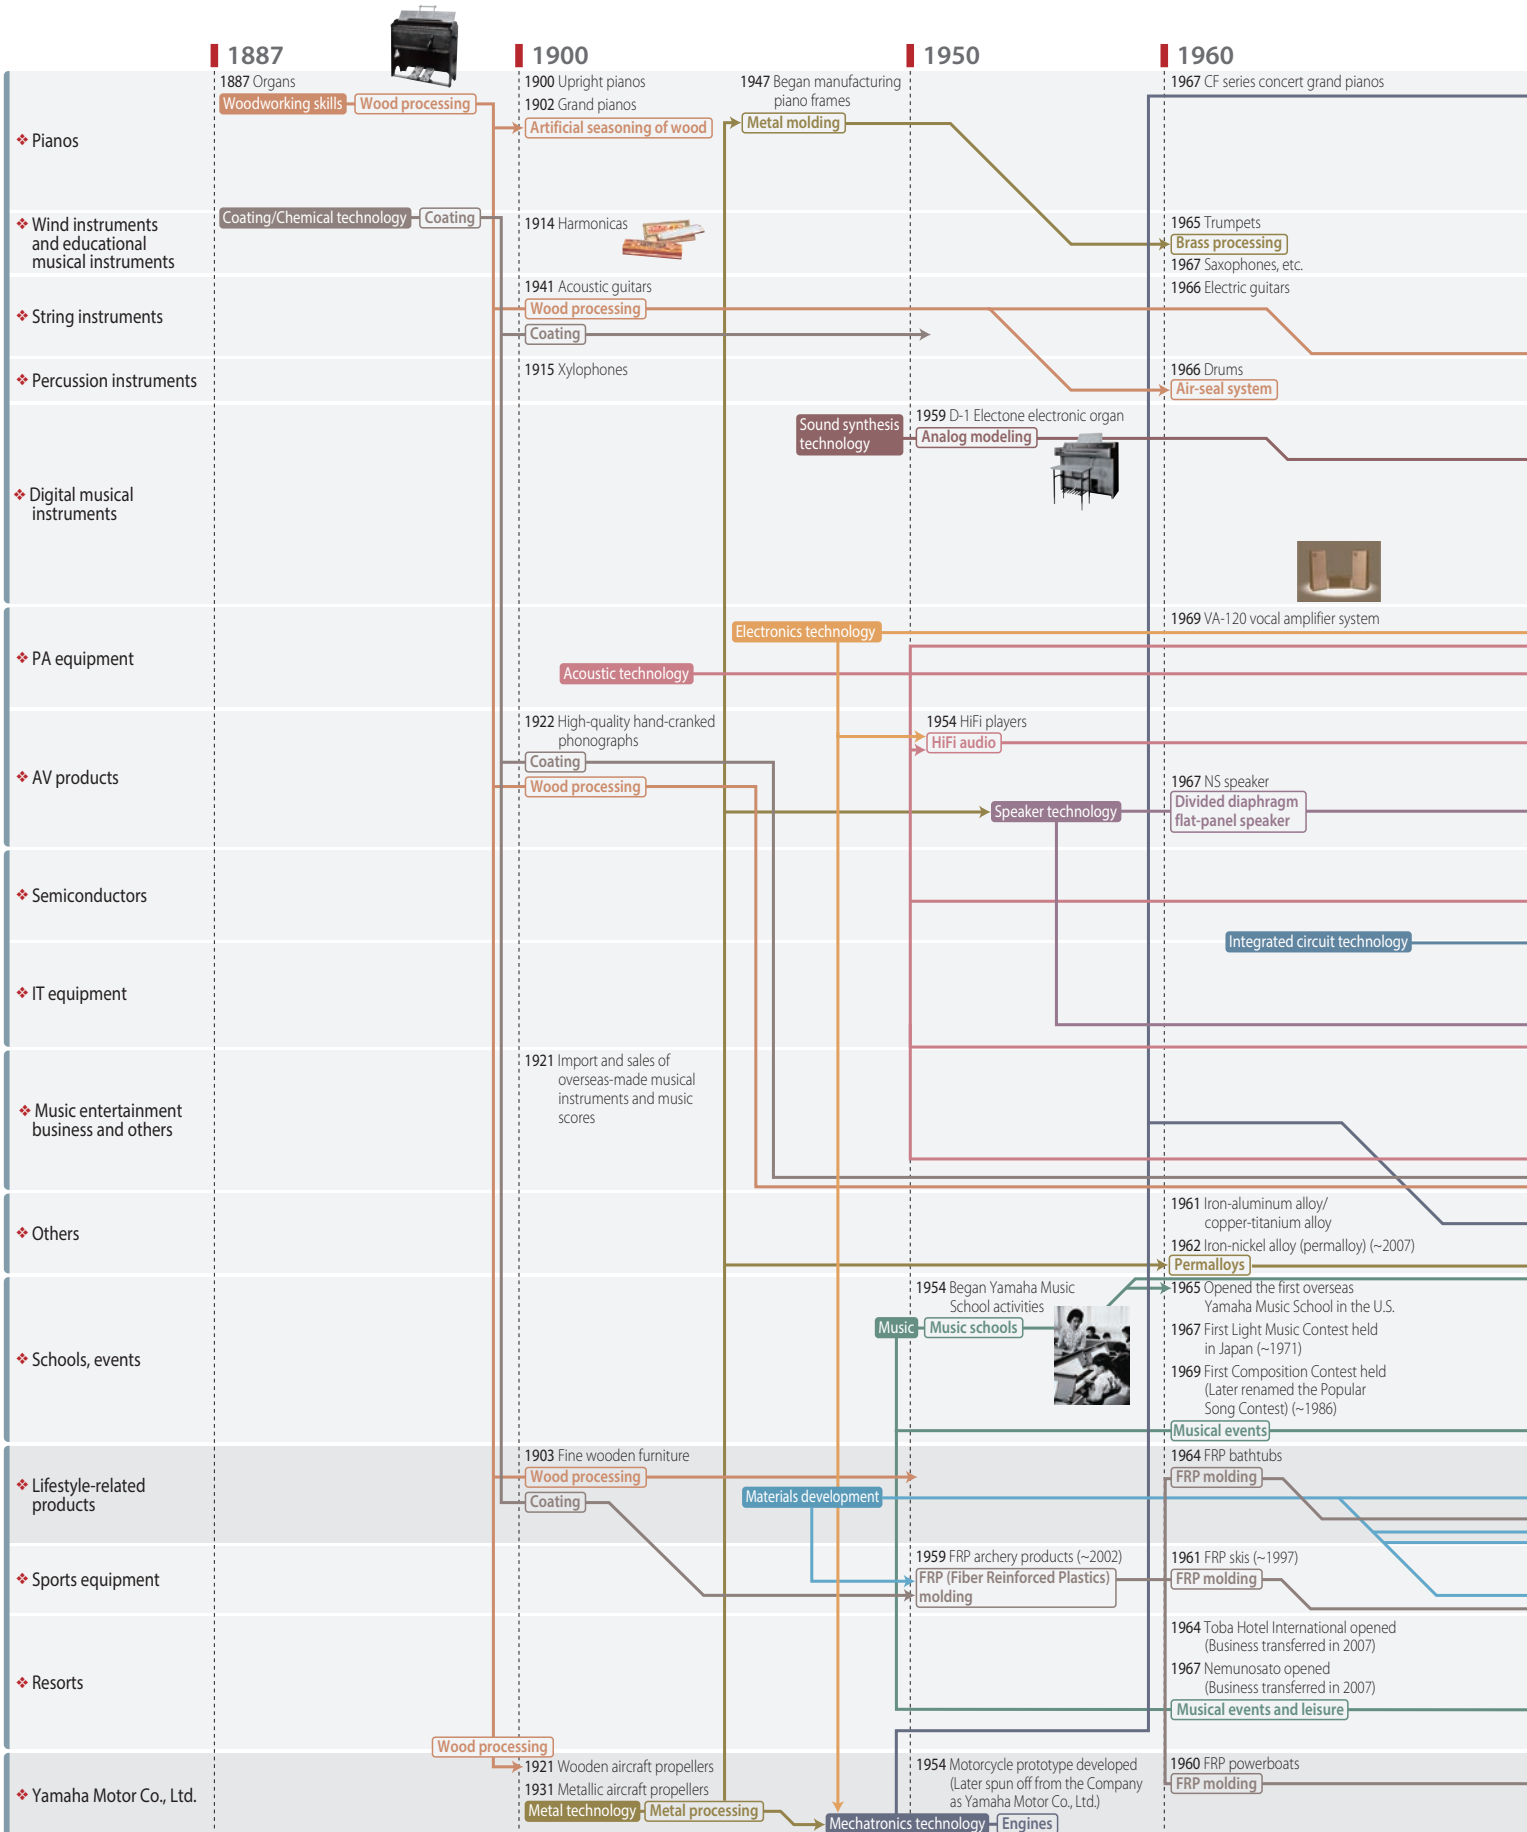 1887
1900
1950
1960
Pianos
1887 Organs
Woodworking skills
Wood processing
1900 Upright pianos
1902 Grand pianos
Artificial seasoning of wood
1947 Began manufacturing
piano frames
Metal molding
1967 CF series concert grand pianos
Wind instruments
and educational
musical instruments
Coating/Chemical technology
Coating
1914 Harmonicas
1965 Trumpets
Brass processing
1967 Saxophones, etc.
String instruments
1941 Acoustic guitars
Wood processing
Coating
1966 Electric guitars
Percussion instruments
1915 Xylophones
1966 Drums
Air-seal system
Digital musical
instruments
Sound synthesis
technology
1959 D-1 Electone electronic organ
Analog modeling
PA equipment
Electronics technology
Acoustic technology
1969 VA-120 vocal amplifier system
AV products
1922 High-quality hand-cranked
phonographs
Coating
Wood processing
1954 HiFi players
HiFi audio
Speaker technology
1967 NS speaker
Divided diaphragm
flat-panel speaker
Semiconductors
Integrated circuit technology
IT equipment
Music entertainment
business and others
1921 Import and sales of
overseas-made musical
instruments and music
scores
Others
1961 Iron-aluminum alloy/
copper-titanium alloy
1962 Iron-nickel alloy (permalloy) (~2007)
Permalloys
Schools, events
1954 Began Yamaha Music
School activities
Music
Music schools
1965 Opened the first overseas
Yamaha Music School in the U.S.
1967 First Light Music Contest held
in Japan (~1971)
1969 First Composition Contest held
(Later renamed the Popular
Song Contest) (~1986)
Musical events
Lifestyle-related
products
1903 Fine wooden furniture
Wood processing
Coating
Materials development
1964 FRP bathtubs
FRP molding
Sports equipment
1959 FRP archery products (~2002)
FRP (Fiber Reinforced Plastics)
molding
1961 FRP skis (~1997)
FRP molding
Resorts
1964 Toba Hotel International opened
(Business transferred in 2007)
1967 Nemunosato opened
(Business transferred in 2007)
Musical events and leisure
Yamaha Motor Co., Ltd.
Wood processing
1921 Wooden aircraft propellers
1931 Metallic aircraft propellers
Metal technology
Metal processing
1954 Motorcycle prototype developed
(Later spun off from the Company
as Yamaha Motor Co., Ltd.)
Mechatronics technology
Engines
1960 FRP powerboats
FRP molding